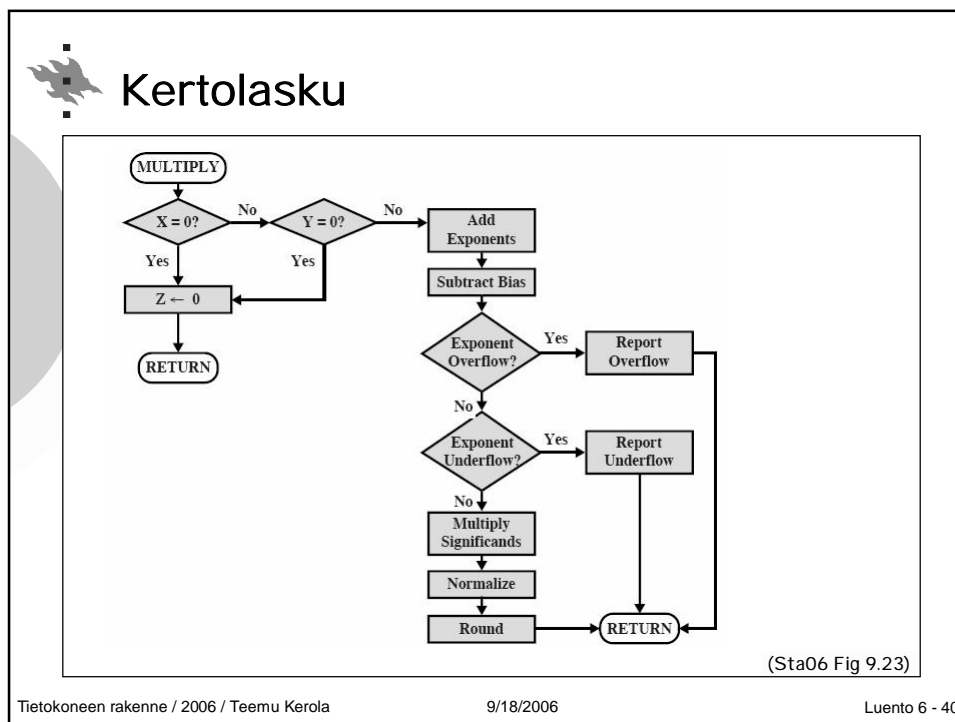 Kertolasku
MULTIPLY
X = 0?
No
Y = 0?
No
Add
Exponents
Yes
Yes
Z ← 0
Subtract Bias
RETURN
Exponent
Overflow?
Yes
Report
Overflow
No
Exponent
Underflow?
Yes
Report
Underflow
No
Multiply
Significands
Normalize
Round
RETURN
(Sta06 Fig 9.23)
Tietokoneen rakenne / 2006 / Teemu Kerola
9/18/2006
Luento 6 - 40